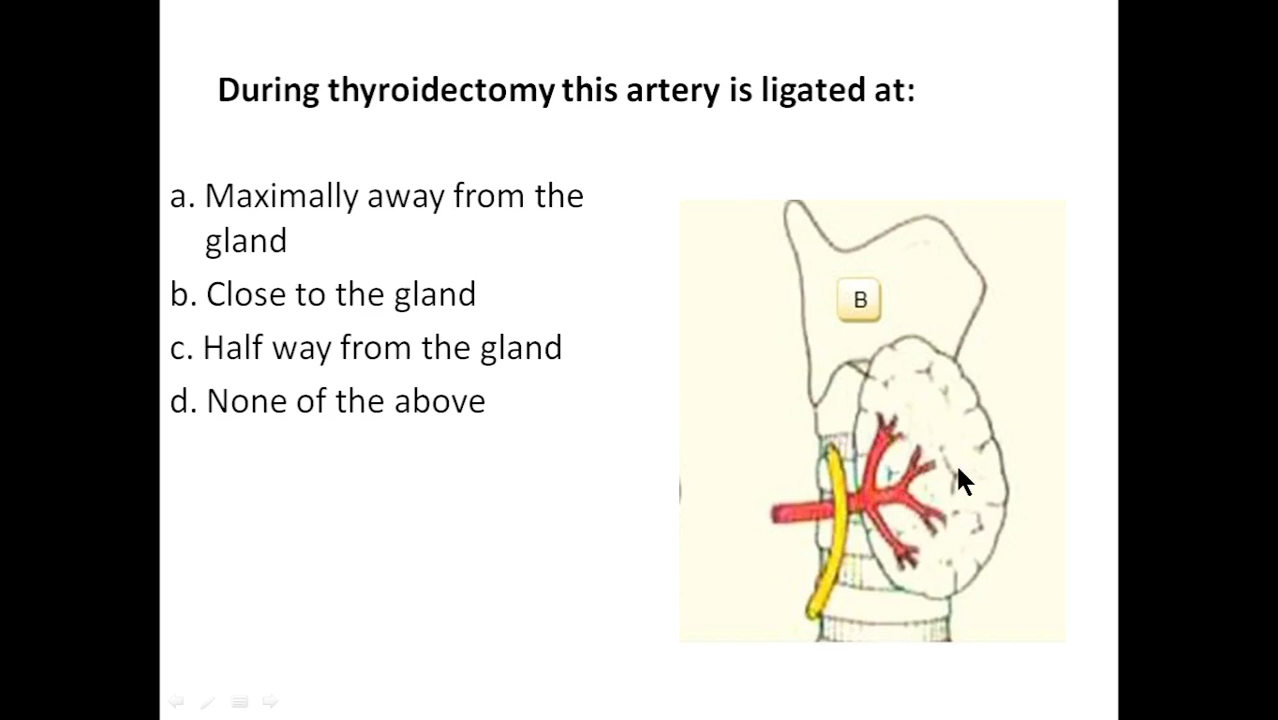 During thyroidectomy this artery is ligated at:
a. Maximally away from the
gland
b. Close to the gland
c. Half way from the gland
d. None of the above
B